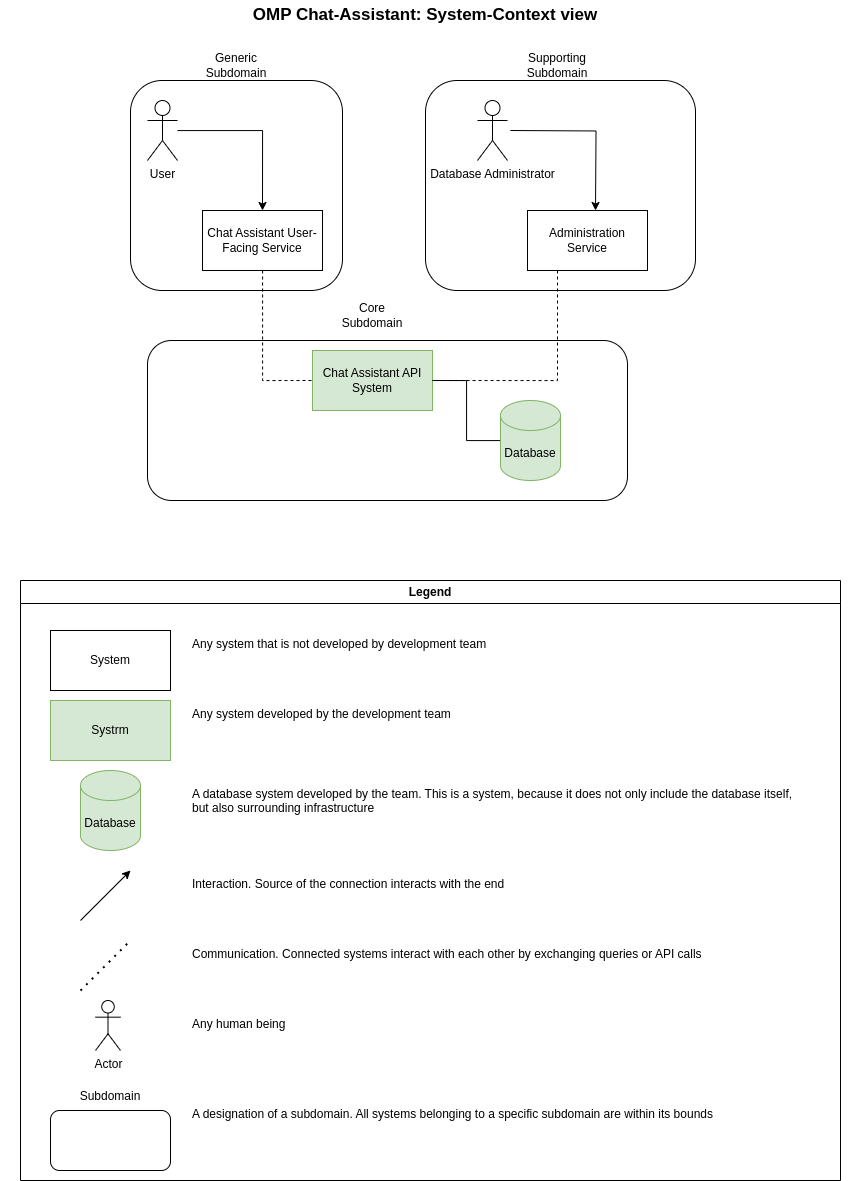 OMP Chat-Assistant: System-Context view
Generic
Subdomain
Supporting
Subdomain
User
Database Administrator
Chat Assistant User-
Facing Service
Administration
Service
Core
Subdomain
Chat Assistant API
System
Database
Legend
System
Any system that is not developed by development team
Systrm
Any system developed by the development team
Database
A database system developed by the team. This is a system, because it does not only include the database itself,
but also surrounding infrastructure
Interaction. Source of the connection interacts with the end
Communication. Connected systems interact with each other by exchanging queries or API calls
Actor
Any human being
Subdomain
A designation of a subdomain. All systems belonging to a specific subdomain are within its bounds